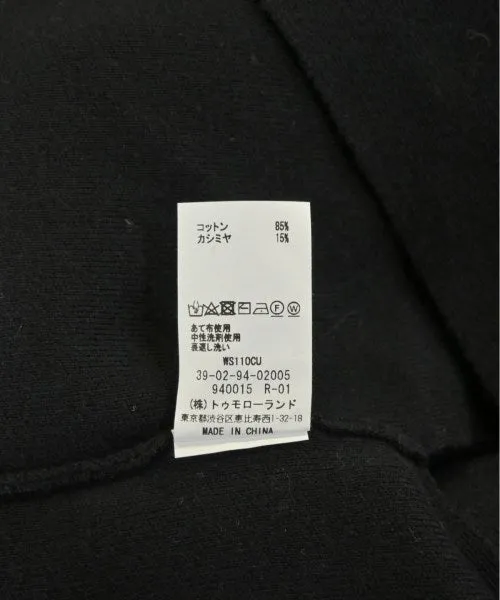 コットン 85%
カシミヤ 15%
あて布使用
中性洗剤使用
裏返し洗い
WS110CU
39-02-94-02005
940015 R-01
(株)トゥモローランド
東京都渋谷区恵比寿西1-32-18
MADE IN CHINA